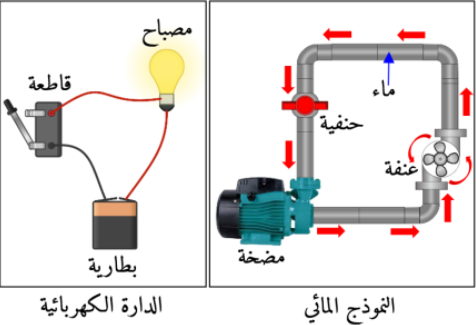 ماء
حنفية
عنفة
مضخة
النموذج المائي
مصباح
قاطعة
بطارية
الدارة الكهربائية